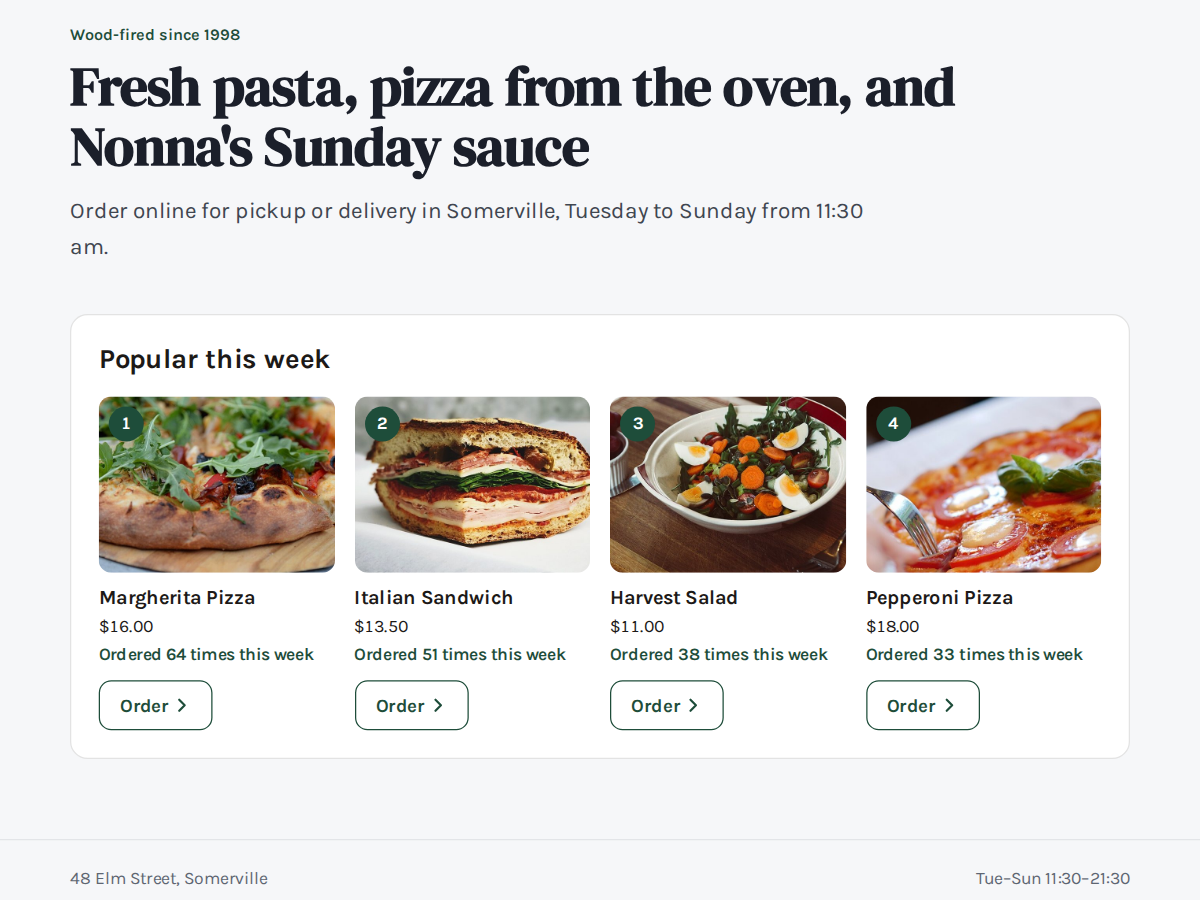 Wood-fired since 1998
Fresh pasta, pizza from the oven, and
Nonna's Sunday sauce
Order online for pickup or delivery in Somerville, Tuesday to Sunday from 11:30
am.
Popular this week
1
2
3
4
Margherita Pizza
$16.00
Ordered 64 times this week
Order
Italian Sandwich
$13.50
Ordered 51 times this week
Order
Harvest Salad
$11.00
Ordered 38 times this week
Order
Pepperoni Pizza
$18.00
Ordered 33 times this week
Order
48 Elm Street, Somerville
Tue–Sun 11:30–21:30